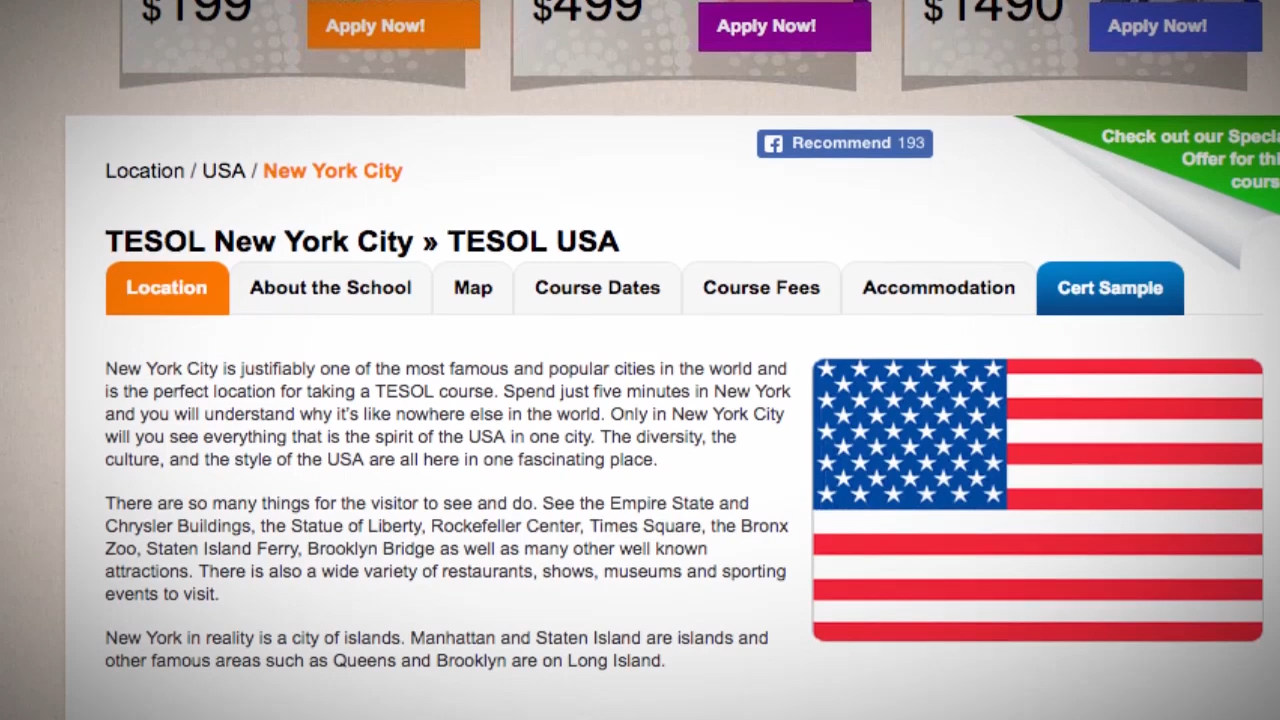 $199
Apply Now!
$499
Apply Now!
$1490
Apply Now!
Check out our
Offer for
Recommend 193
Location / USA / New York City
TESOL New York City » TESOL USA
Location
About the School
Map
Course Dates
Course Fees
Accommodation
Cert Sample
New York City is justifiably one of the most famous and popular cities in the world and
is the perfect location for taking a TESOL course. Spend just five minutes in New York
and you will understand why it’s like nowhere else in the world. Only in New York City
will you see everything that is the spirit of the USA in one city. The diversity, the
culture, and the style of the USA are all here in one fascinating place.
There are so many things for the visitor to see and do. See the Empire State and
Chrysler Buildings, the Statue of Liberty, Rockefeller Center, Times Square, the Bronx
Zoo, Staten Island Ferry, Brooklyn Bridge as well as many other well known
attractions. There is also a wide variety of restaurants, shows, museums and sporting
events to visit.
New York in reality is a city of islands. Manhattan and Staten Island are islands and
other famous areas such as Queens and Brooklyn are on Long Island.